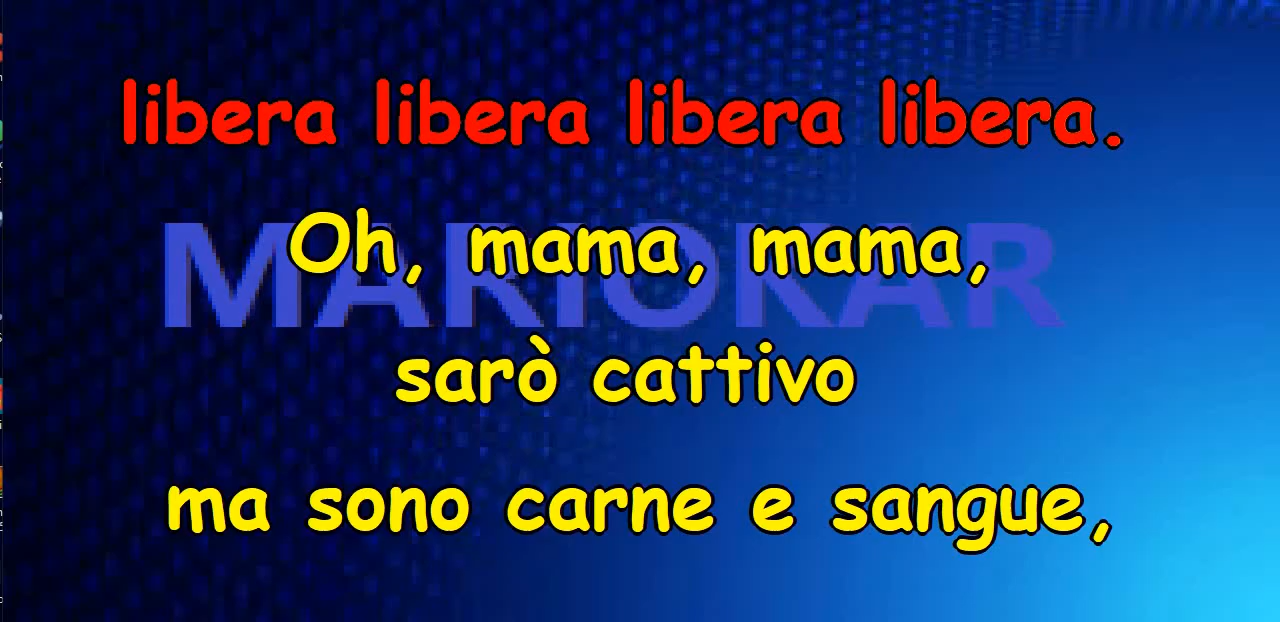 libera libera libera libera.
Oh, mama, mama,
MARIOKAR
sarò cattivo
ma sono carne e sangue,